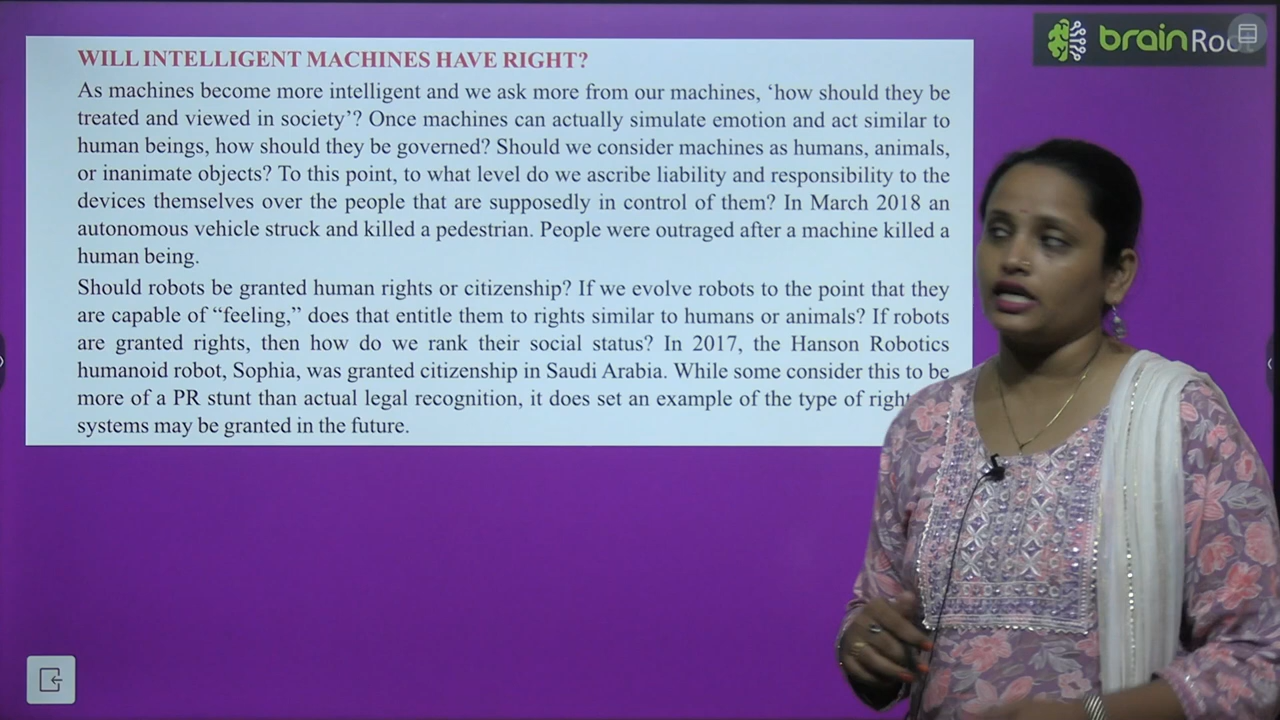 brainRoot
WILL INTELLIGENT MACHINES HAVE RIGHT?
As machines become more intelligent and we ask more from our machines, ‘how should they be
treated and viewed in society’? Once machines can actually simulate emotion and act similar to
human beings, how should they be governed? Should we consider machines as humans, animals,
or inanimate objects? To this point, to what level do we ascribe liability and responsibility to the
devices themselves over the people that are supposedly in control of them? In March 2018 an
autonomous vehicle struck and killed a pedestrian. People were outraged after a machine killed a
human being.
Should robots be granted human rights or citizenship? If we evolve robots to the point that they
are capable of “feeling,” does that entitle them to rights similar to humans or animals? If robots
are granted rights, then how do we rank their social status? In 2017, the Hanson Robotics
humanoid robot, Sophia, was granted citizenship in Saudi Arabia. While some consider this to be
more of a PR stunt than actual legal recognition, it does set an example of the type of right
systems may be granted in the future.